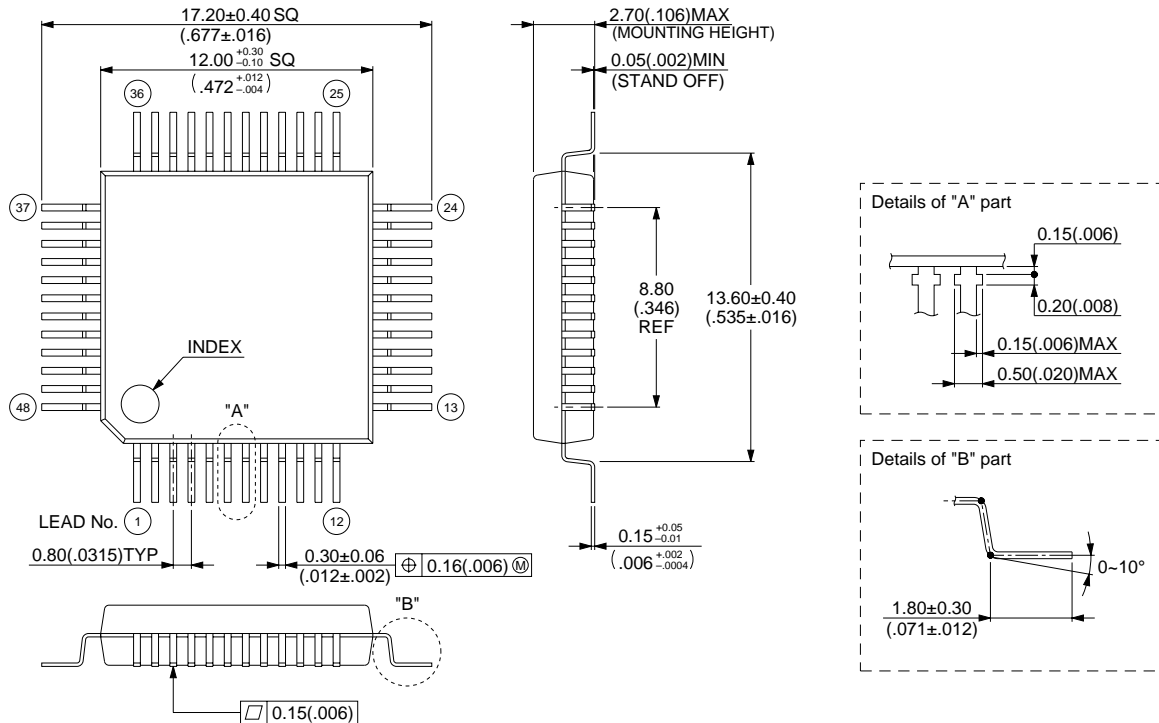 17.20±0.40 SQ
(.677±.016)
12.00 +0.30 −0.10 SQ
(.472 +.012 −.004)
2.70(.106)MAX
(MOUNTING HEIGHT)
0.05(.002)MIN
(STAND OFF)
36
25
37
24
INDEX
48
13
"A"
LEAD No. 1
12
0.80(.0315)TYP
0.30±0.06
(.012±.002)
⌖ 0.16(.006) Ⓜ
8.80
(.346)
REF
13.60±0.40
(.535±.016)
0.15 +0.05 −0.01
(.006 +.002 −.0004)
"B"
⏥ 0.15(.006)
Details of "A" part
0.15(.006)
0.20(.008)
0.15(.006)MAX
0.50(.020)MAX
Details of "B" part
0~10°
1.80±0.30
(.071±.012)